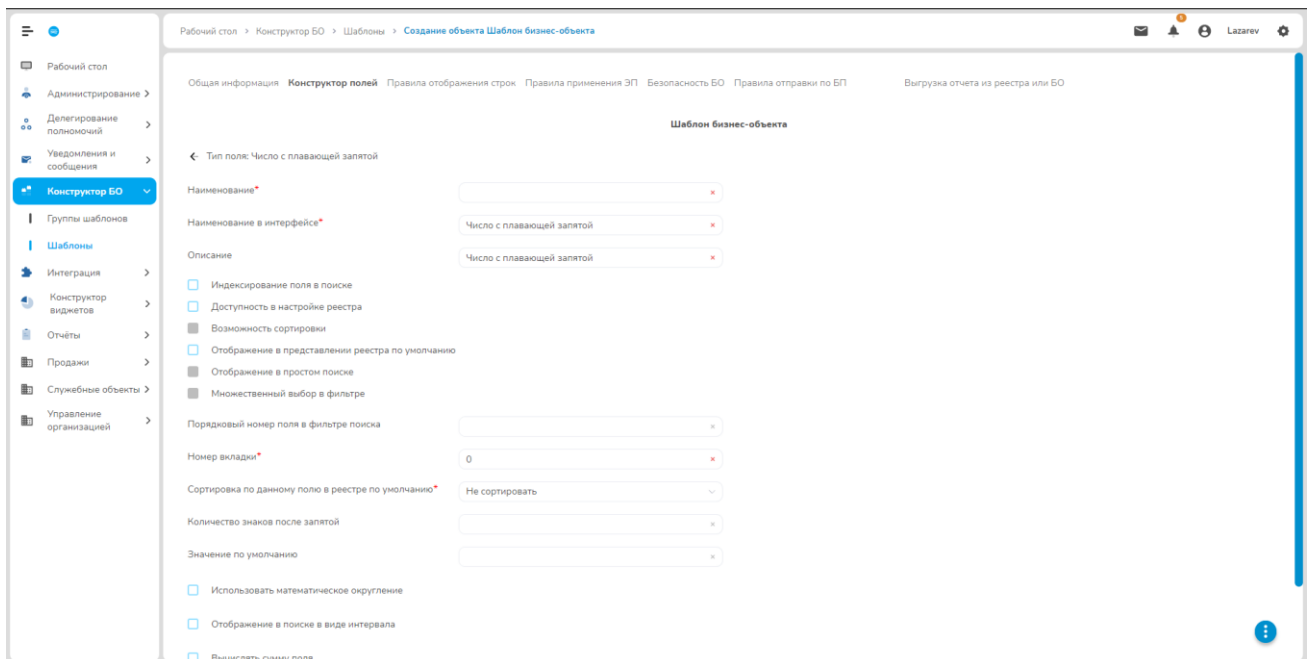 Рабочий стол > Конструктор БО > Шаблоны > Создание объекта Шаблон бизнес-объекта
Lazarev
Рабочий стол
Администрирование
Делегирование
полномочий
Уведомления и
сообщения
Конструктор БО
Группы шаблонов
Шаблоны
Интеграция
Конструктор
виджетов
Отчёты
Продажи
Служебные объекты
Управление
организацией
Общая информация Конструктор полей Правила отображения строк Правила применения ЭП Безопасность БО Правила отправки по БП Выгрузка отчета из реестра или БО
Шаблон бизнес-объекта
Тип поля: Число с плавающей запятой
Наименование*
Наименование в интерфейсе* Число с плавающей запятой
Описание Число с плавающей запятой
Индексирование поля в поиске
Доступность в настройке реестра
Возможность сортировки
Отображение в представлении реестра по умолчанию
Отображение в простом поиске
Множественный выбор в фильтре
Порядковый номер поля в фильтре поиска
Номер вкладки* 0
Сортировка по данному полю в реестре по умолчанию* Не сортировать
Количество знаков после запятой
Значение по умолчанию
Использовать математическое округление
Отображение в поиске в виде интервала
Вычислять сумму поля